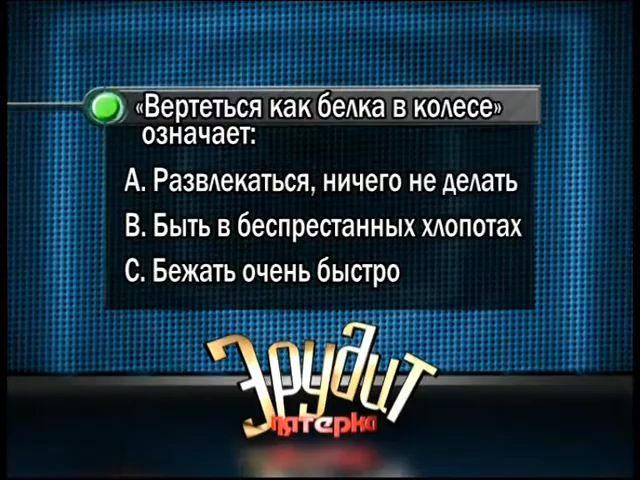 «Вертеться как белка в колесе»
означает:
А. Развлекаться, ничего не делать
В. Быть в беспрестанных хлопотах
С. Бежать очень быстро
Эрудит
пятерка